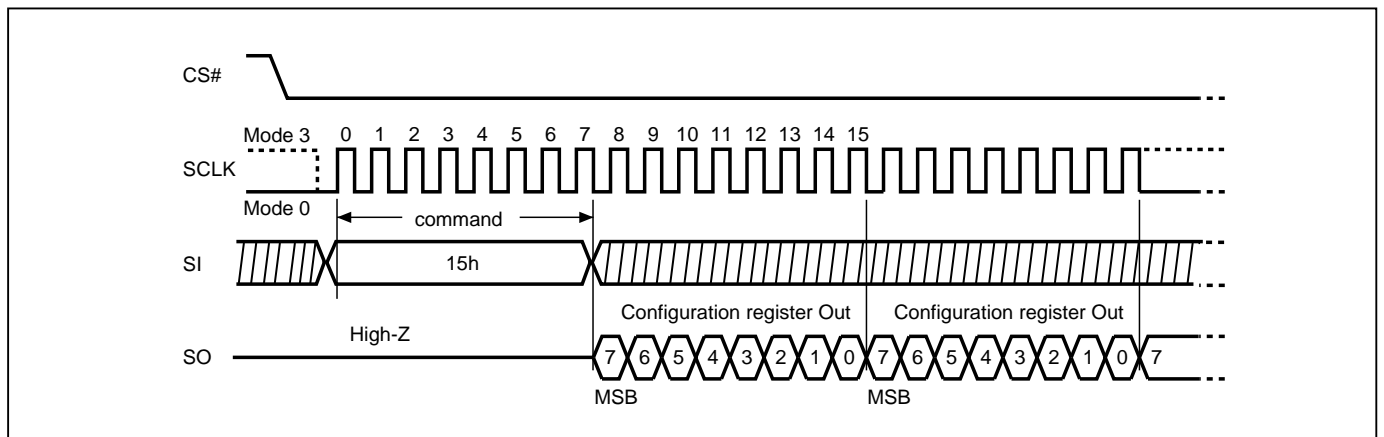 CS#
Mode 3 0 1 2 3 4 5 6 7 8 9 10 11 12 13 14 15
SCLK
Mode 0
command
SI 15h
Configuration register Out Configuration register Out
High-Z
SO 7 6 5 4 3 2 1 0 7 6 5 4 3 2 1 0 7
MSB MSB